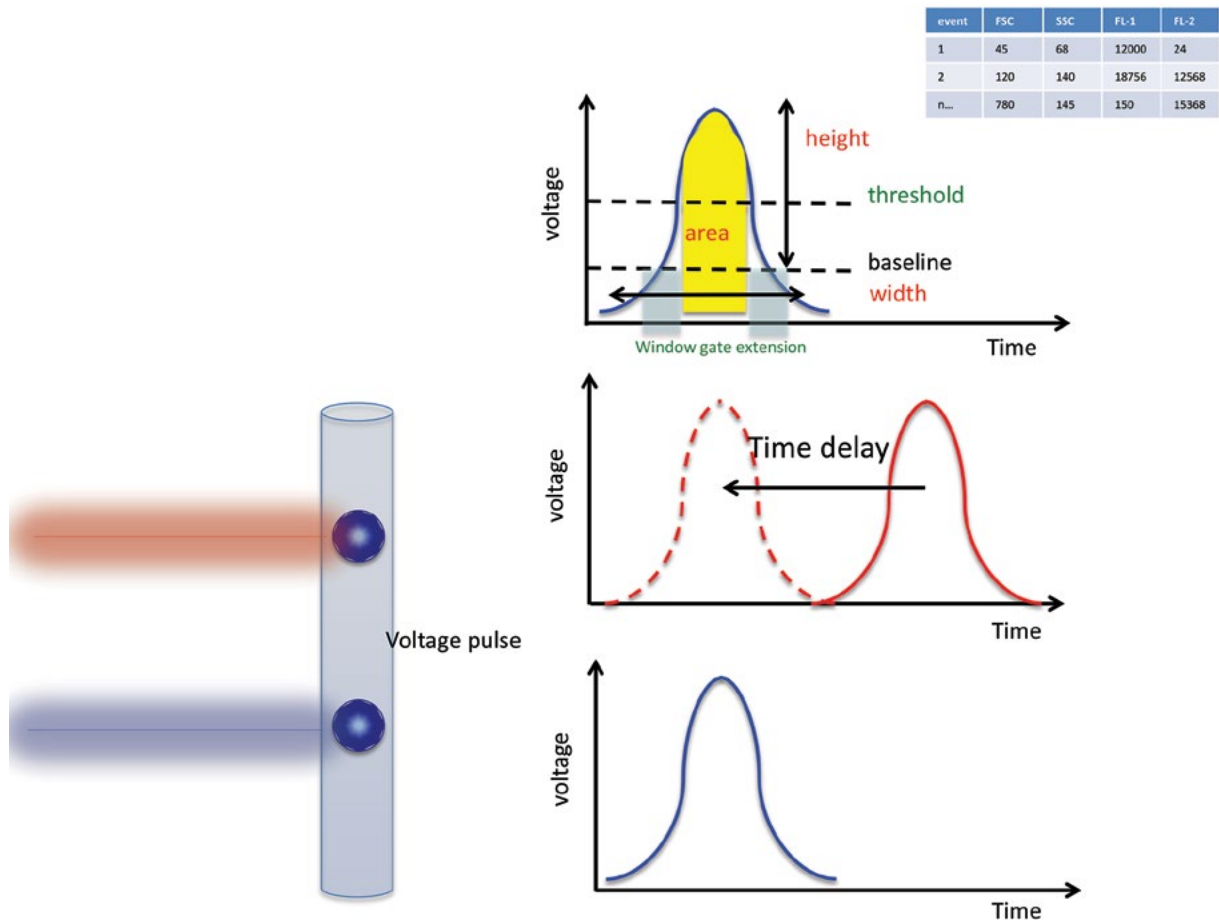 event FSC SSC FL-1 FL-2
1 45 68 12000 24
2 120 140 18756 12568
n... 780 145 150 15368
height
voltage
threshold
area
baseline
width
Window gate extension
Time
voltage
Time delay
Time
Voltage pulse
voltage
Time